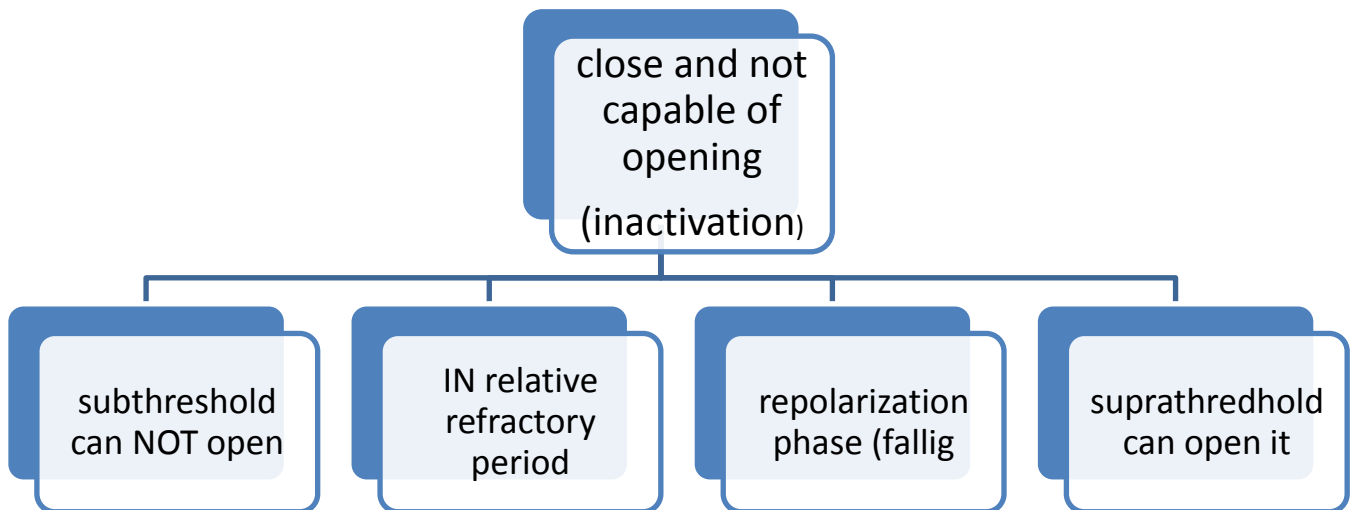 close and not
capable of
opening
(inactivation)
subthreshold
can NOT open
IN relative
refractory
period
repolarization
phase (fallig
suprathredhold
can open it